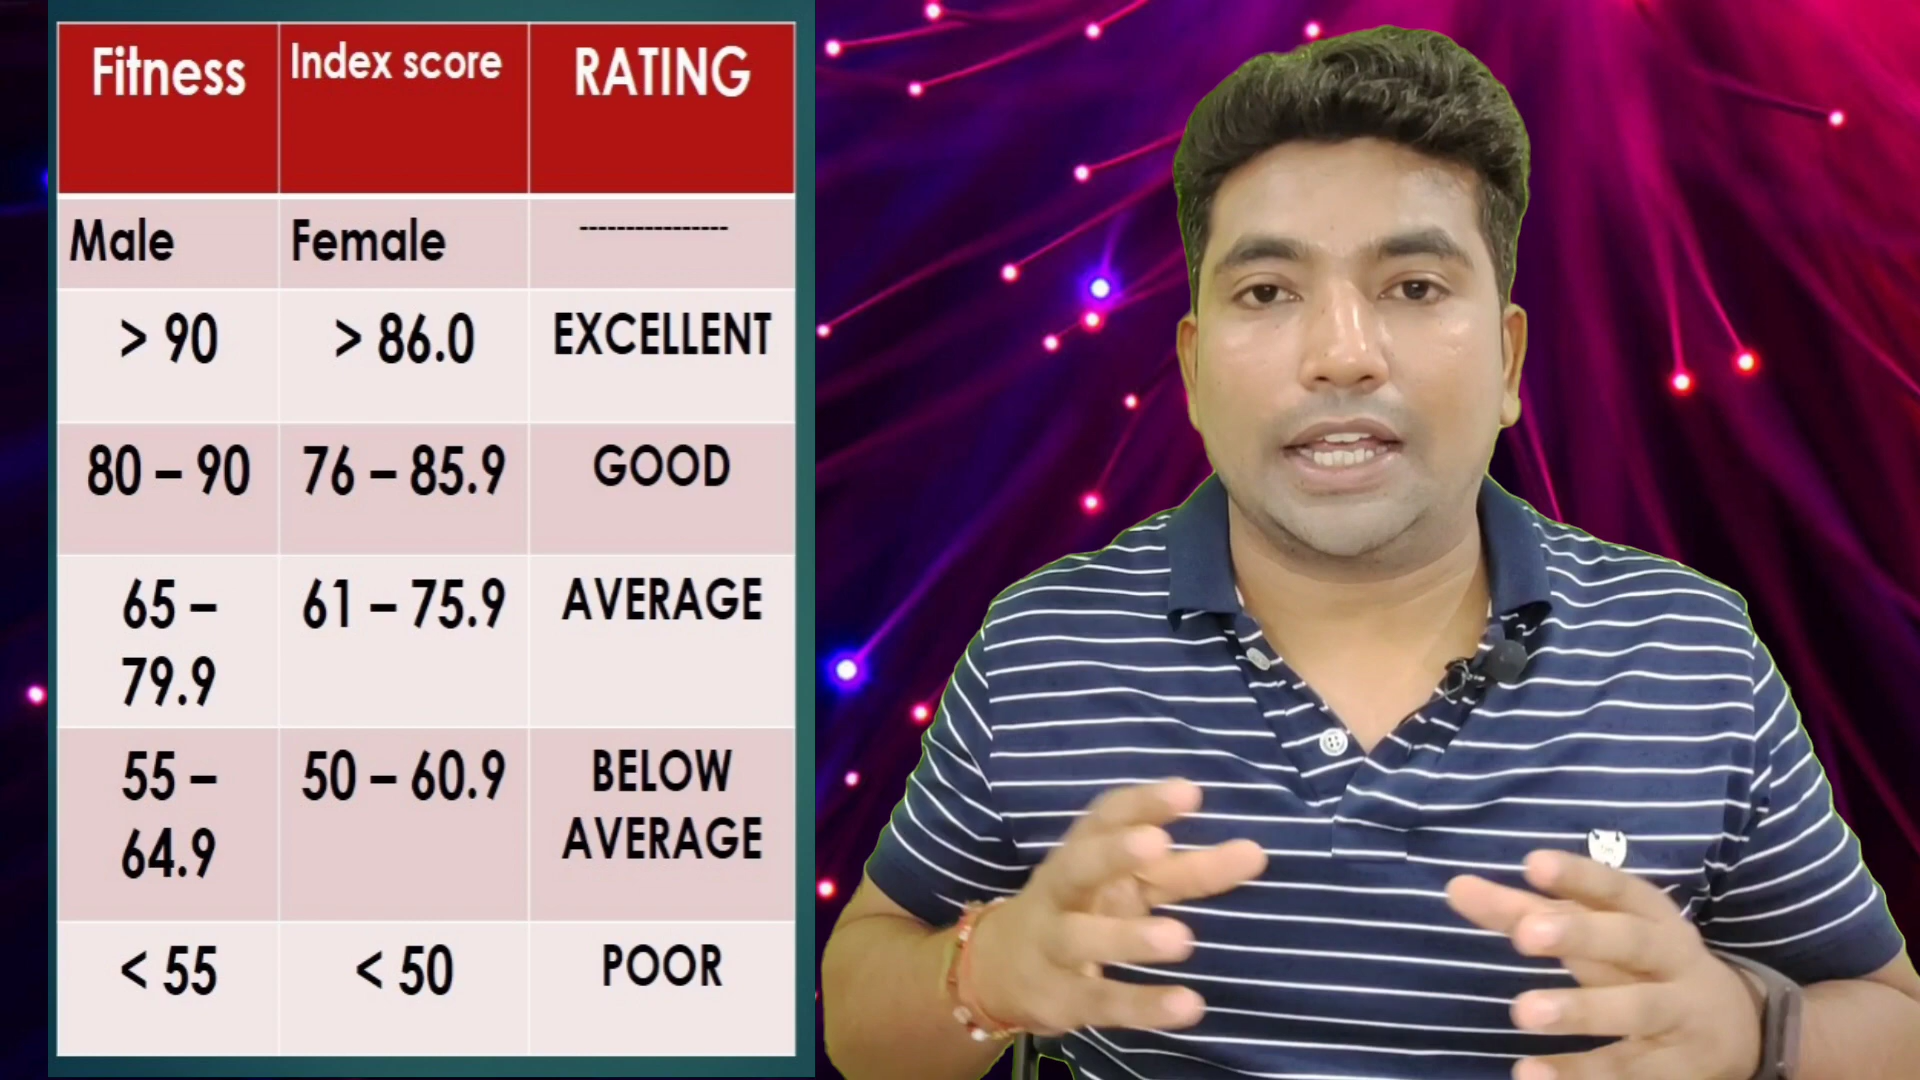 Fitness Index score RATING
Male Female ----------------
> 90 > 86.0 EXCELLENT
80 – 90 76 – 85.9 GOOD
65 – 61 – 75.9 AVERAGE
79.9
55 – 50 – 60.9 BELOW
64.9 AVERAGE
< 55 < 50 POOR